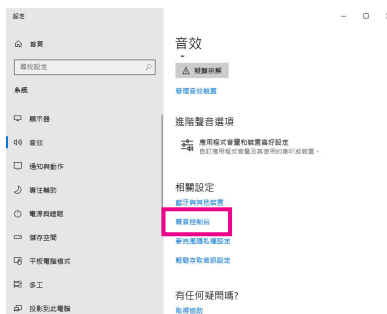 設定
首頁
尋找設定
系統
顯示器
音效
通知與動作
專注輔助
電源與睡眠
儲存空間
平板電腦模式
多工
投影到此電腦
音效
疑難排解
管理音效裝置
進階聲音選項
應用程式音量和裝置喜好設定
自訂應用程式音量及其使用的喇叭或裝置。
相關設定
藍牙與其他裝置
聲音控制台
麥克風隱私權設定
輕鬆存取音訊設定
有任何疑問嗎?
取得協助